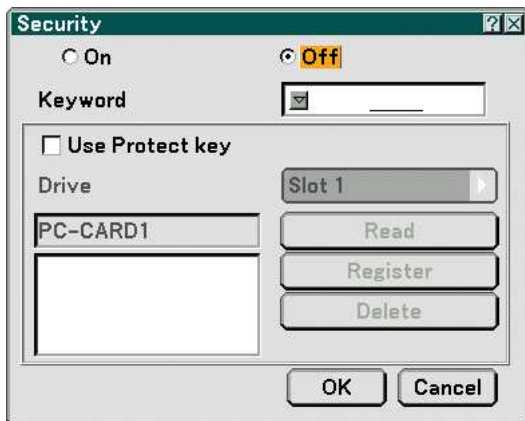 Security
On Off
Keyword
Use Protect key
Drive Slot 1
PC-CARD1 Read
Register
Delete
OK Cancel